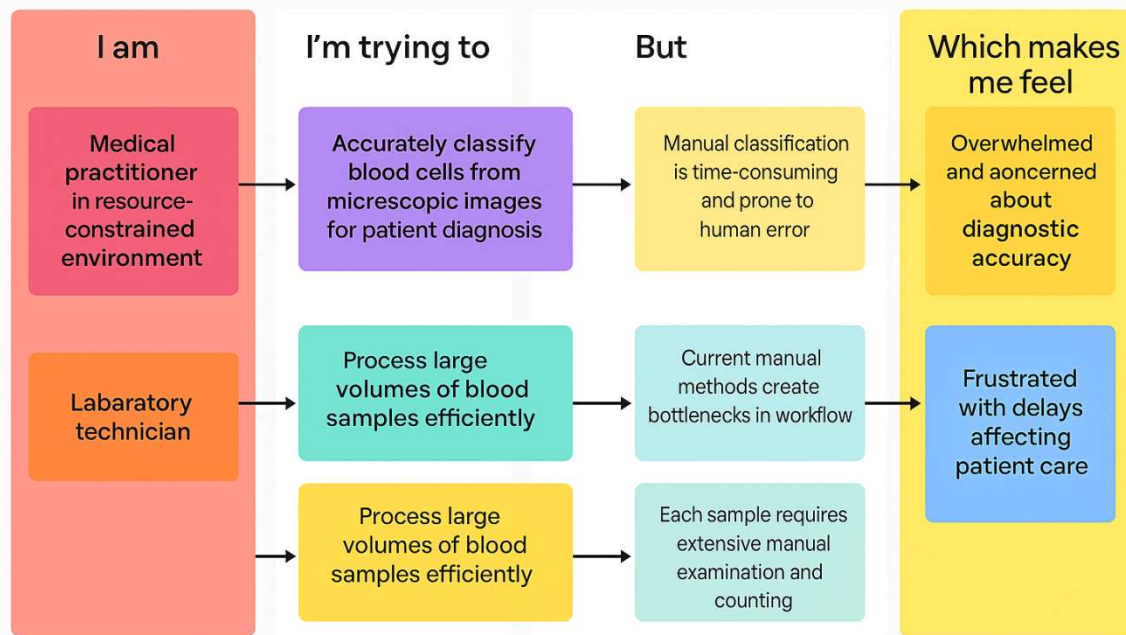 I am
I'm trying to
But
Which makes
me feel
Medical
practitioner
in resource-
constrained
environment
Accurately classify
blood cells from
micrescopic images
for patient diagnosis
Manual classification
is time-consuming
and prone to
human error
Overwhelmed
and aoncerned
about
diagnostic
accuracy
Labaratory
technician
Process large
volumes of blood
samples efficiently
Current manual
methods create
bottlenecks in workflow
Frustrated
with delays
affecting
patient care
Process large
volumes of blood
samples efficiently
Each sample requires
extensive manual
examination and
counting